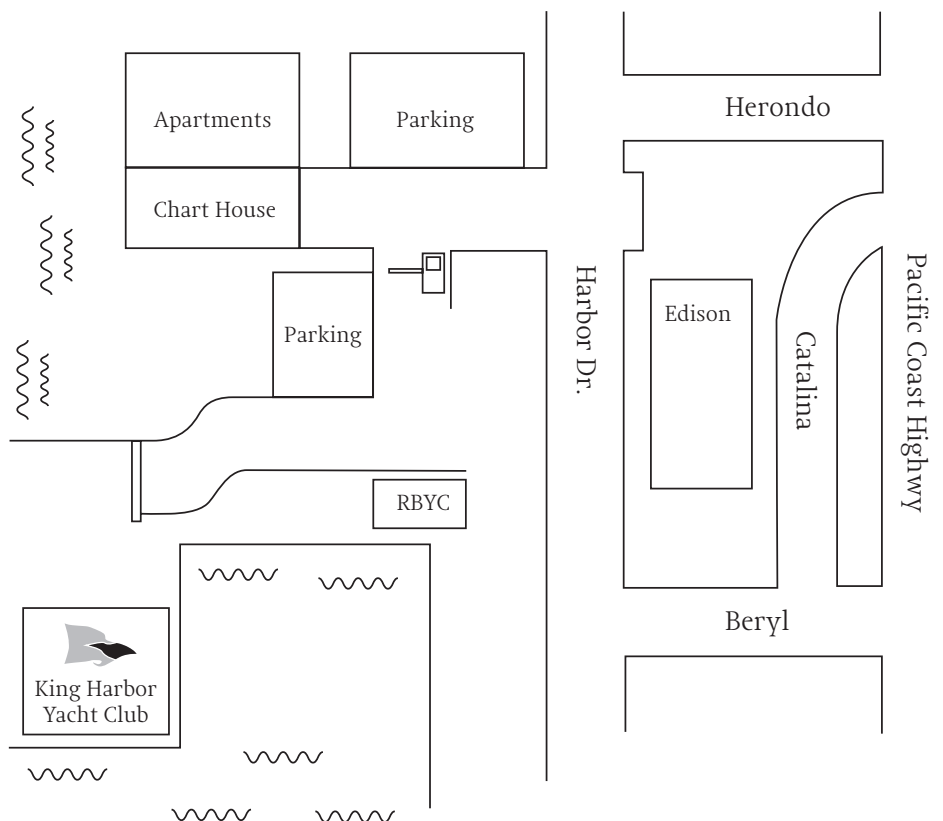 Herondo
Apartments
Parking
Chart House
Harbor Dr.
Pacific Coast Highwy
Edison
Parking
Catalina
RBYC
Beryl
King Harbor
Yacht Club